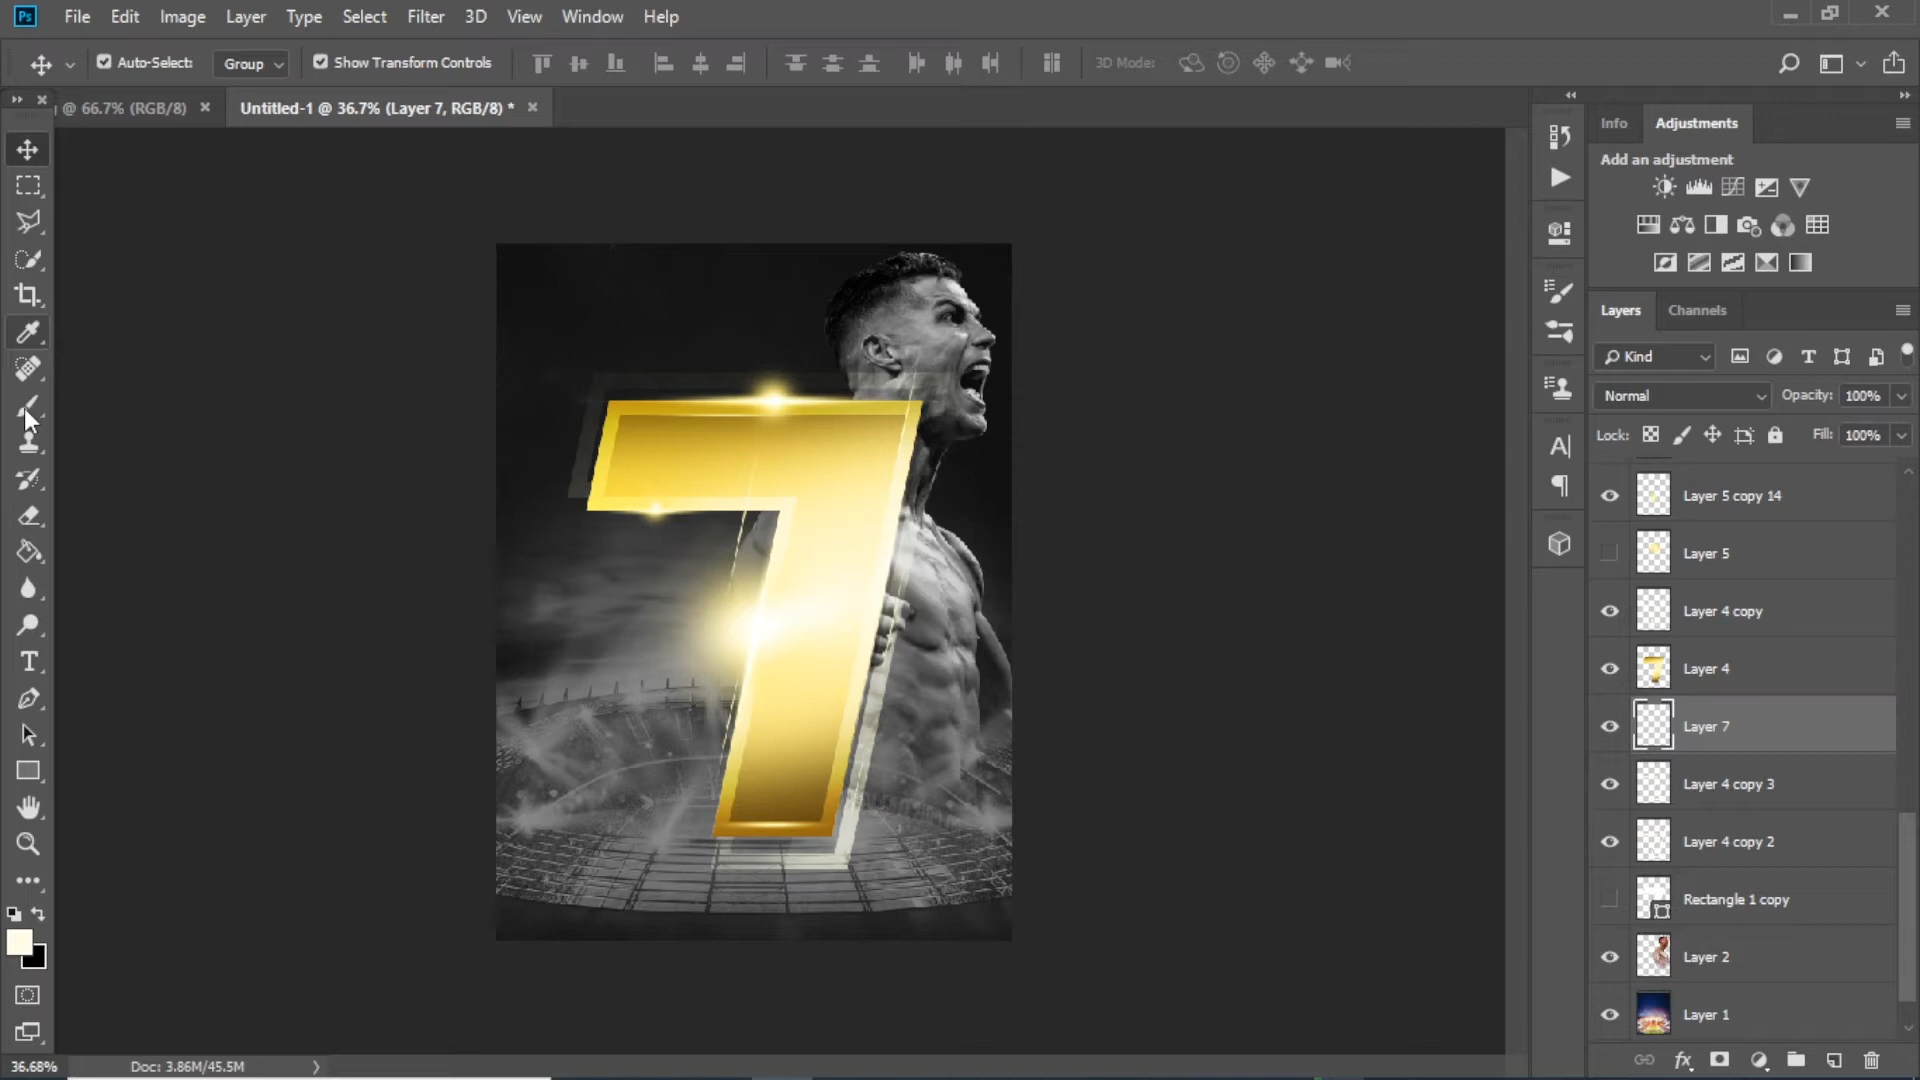 Ps File Edit Image Layer Type Select Filter 3D View Window Help
Auto-Select: Group Show Transform Controls 3D Mode:
@ 66.7% (RGB/8) Untitled-1 @ 36.7% (Layer 7, RGB/8) *
Info Adjustments
Add an adjustment
Layers Channels
Kind
Normal Opacity: 100%
Lock: Fill: 100%
Layer 5 copy 14
Layer 5
Layer 4 copy
Layer 4
Layer 7
Layer 4 copy 3
Layer 4 copy 2
Rectangle 1 copy
Layer 2
Layer 1
7
36.68% Doc: 3.86M/45.5M